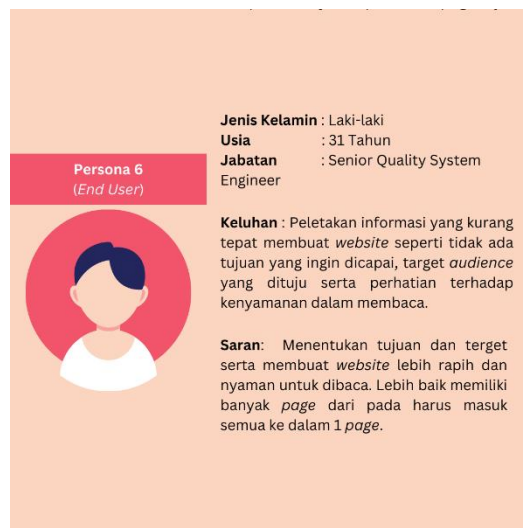 Persona 6
(End User)
Jenis Kelamin : Laki-laki
Usia : 31 Tahun
Jabatan : Senior Quality System
Engineer
Keluhan : Peletakan informasi yang kurang
tepat membuat website seperti tidak ada
tujuan yang ingin dicapai, target audience
yang dituju serta perhatian terhadap
kenyamanan dalam membaca.
Saran: Menentukan tujuan dan terget
serta membuat website lebih rapih dan
nyaman untuk dibaca. Lebih baik memiliki
banyak page dari pada harus masuk
semua ke dalam 1 page.